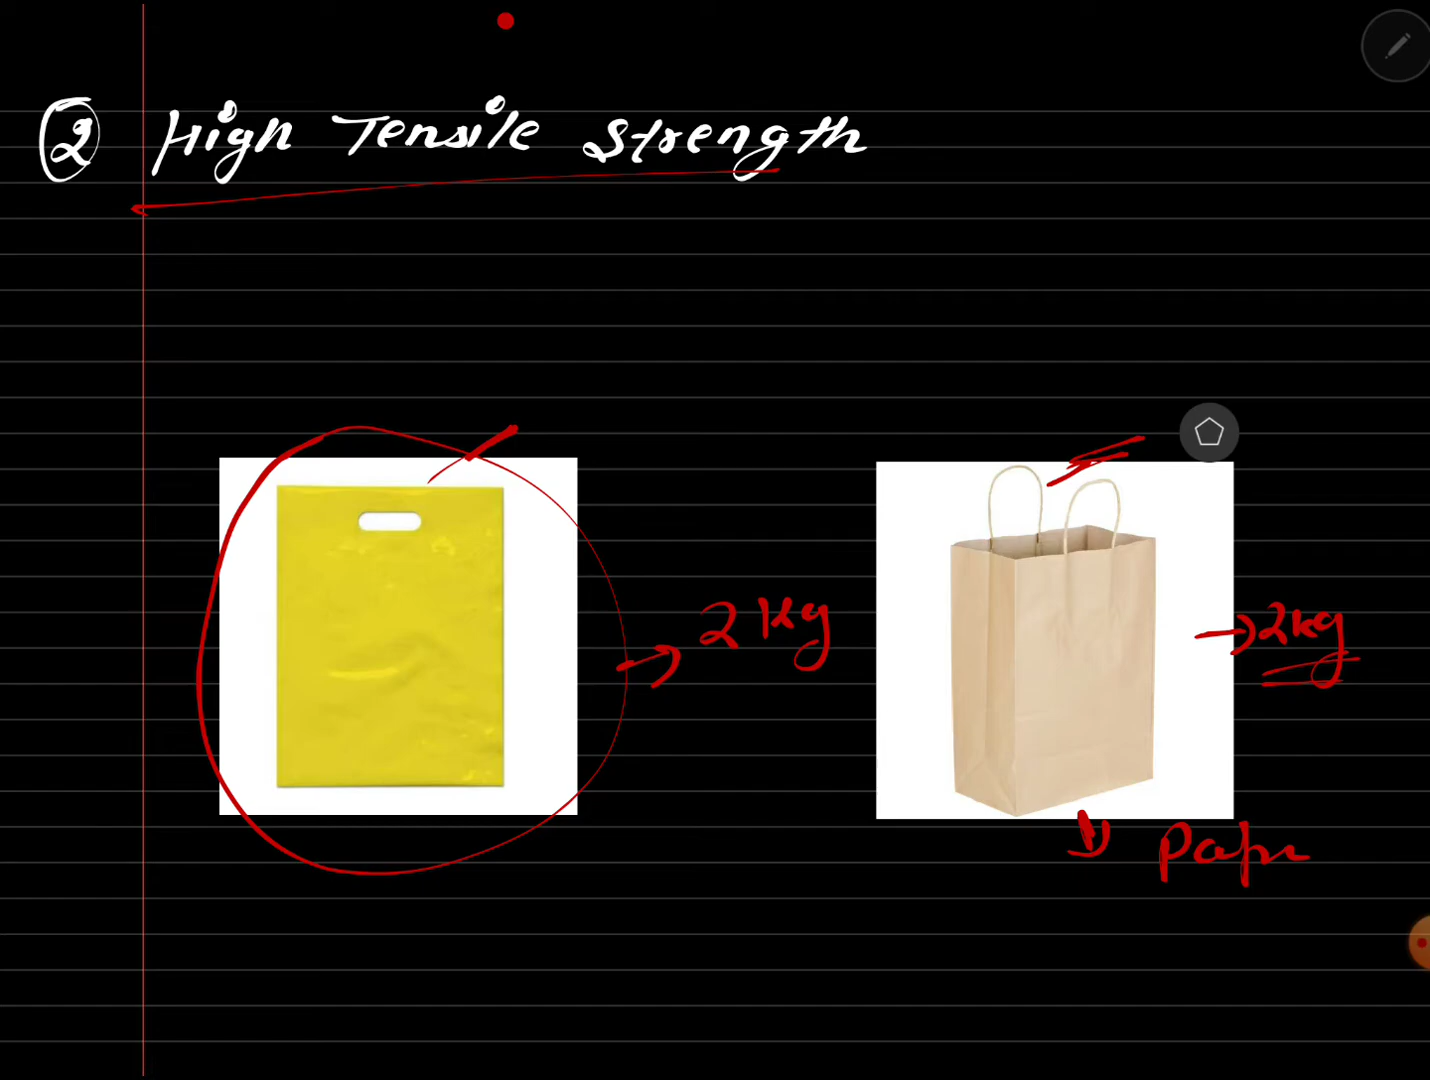 ② High Tensile Strength
2 kg
2kg
Paper